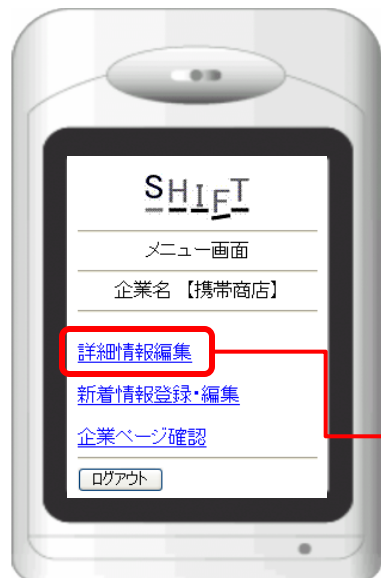 SHIFT
メニュー画面
企業名 【携帯商店】
詳細情報編集
新着情報登録・編集
企業ページ確認
ログアウト